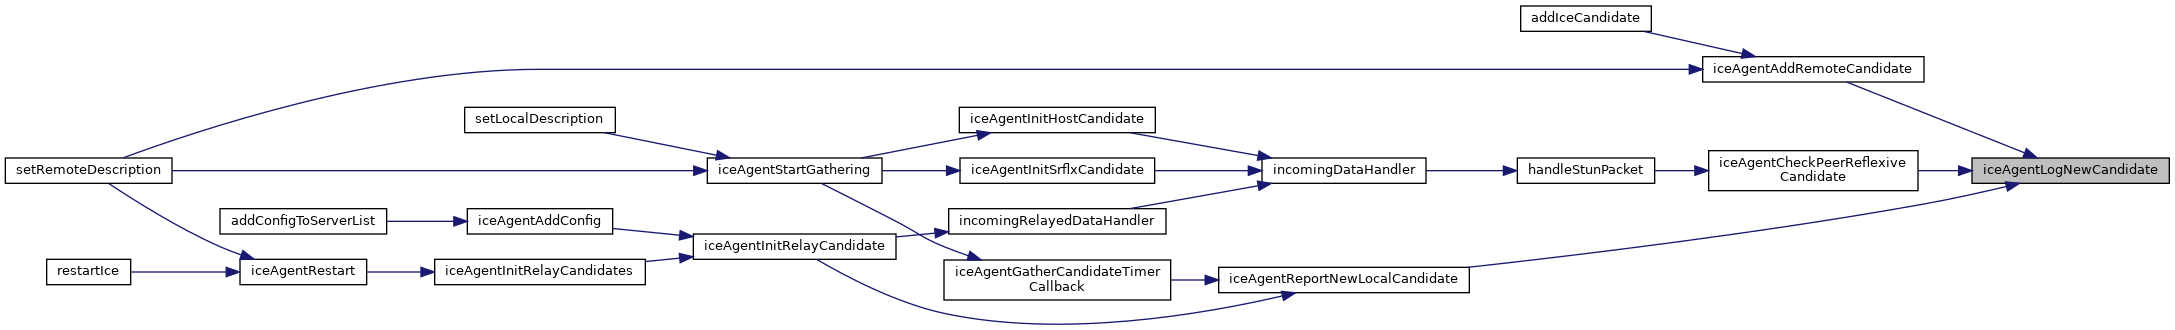 addIceCandidate
iceAgentAddRemoteCandidate
setLocalDescription
iceAgentInitHostCandidate
setRemoteDescription
iceAgentStartGathering
iceAgentInitSrflxCandidate
incomingDataHandler
handleStunPacket
iceAgentCheckPeerReflexive
Candidate
iceAgentLogNewCandidate
addConfigToServerList
iceAgentAddConfig
incomingRelayedDataHandler
iceAgentInitRelayCandidate
restartIce
iceAgentRestart
iceAgentInitRelayCandidates
iceAgentGatherCandidateTimer
Callback
iceAgentReportNewLocalCandidate